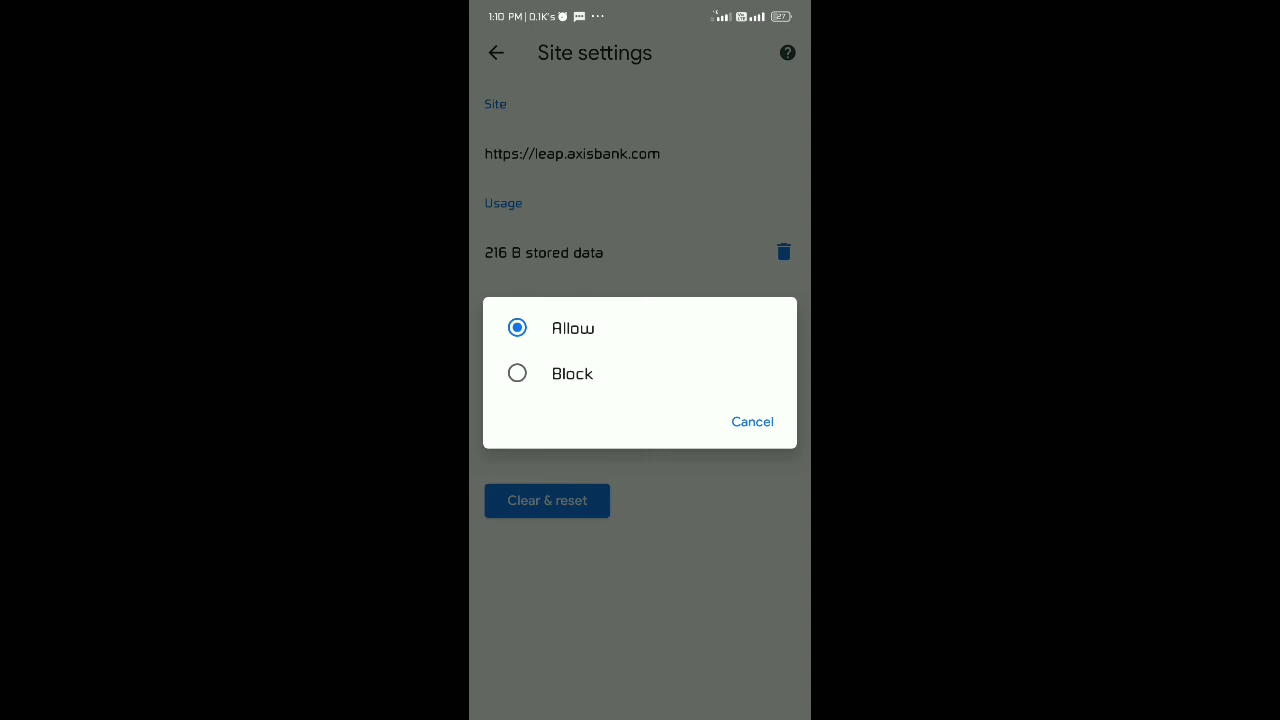 1:10 PM | 0.1K's
27
Site settings
Site
https://leap.axisbank.com
Usage
216 B stored data
Allow
Block
Cancel
Clear & reset